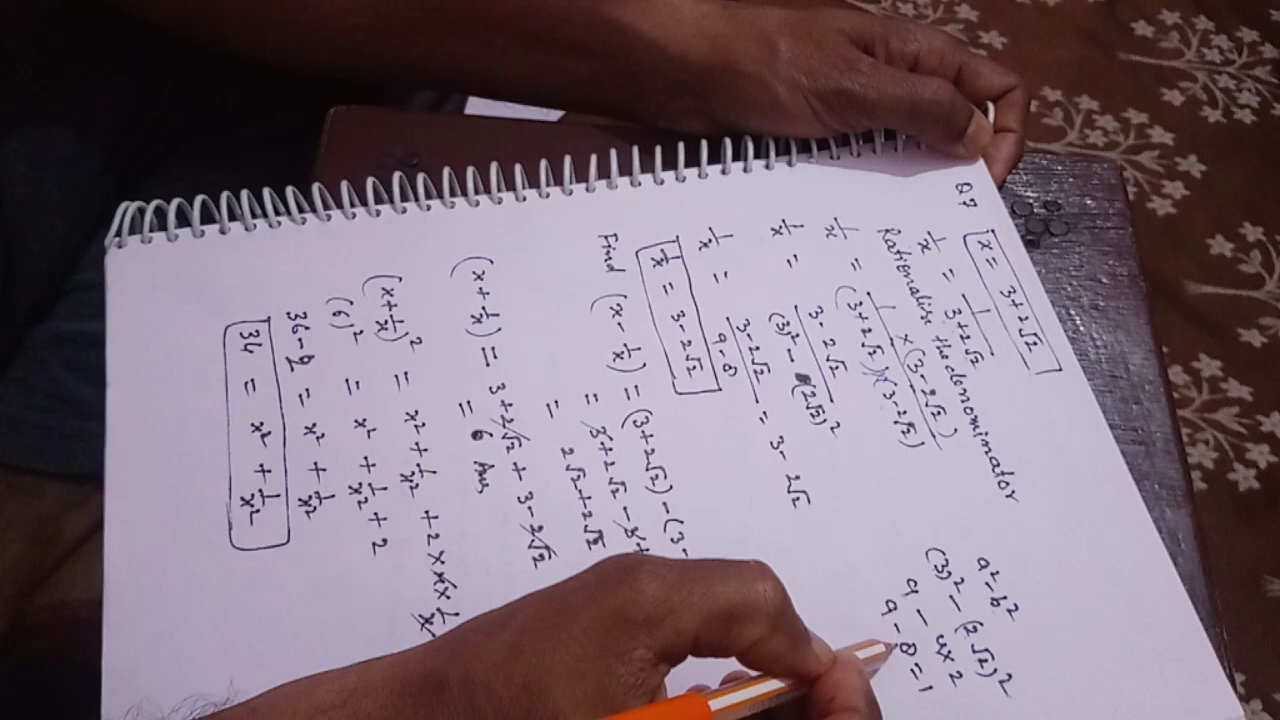 Q7
x = 3+2√2
1/x = 1/(3+2√2)
Rationalise the denominator
1/x = 1/(3+2√2) × (3-2√2)/(3-2√2)
1/x = (3-2√2)/((3)² - (2√2)²)
1/x = (3-2√2)/(9-8) = 3-2√2
1/x = 3-2√2
Find (x - 1/x) = (3+2√2) - (3-
= 3+2√2 - 3+
= 2√2+2√2
(x + 1/x) = 3+2√2 + 3-2√2
= 6 Ans
(x+1/x)² = x² + 1/x² + 2×x×1/x
(6)² = x² + 1/x² + 2
36-2 = x² + 1/x²
34 = x² + 1/x²
a²-b²
(3)² - (2√2)²
9 - 4×2
9 - 8 = 1